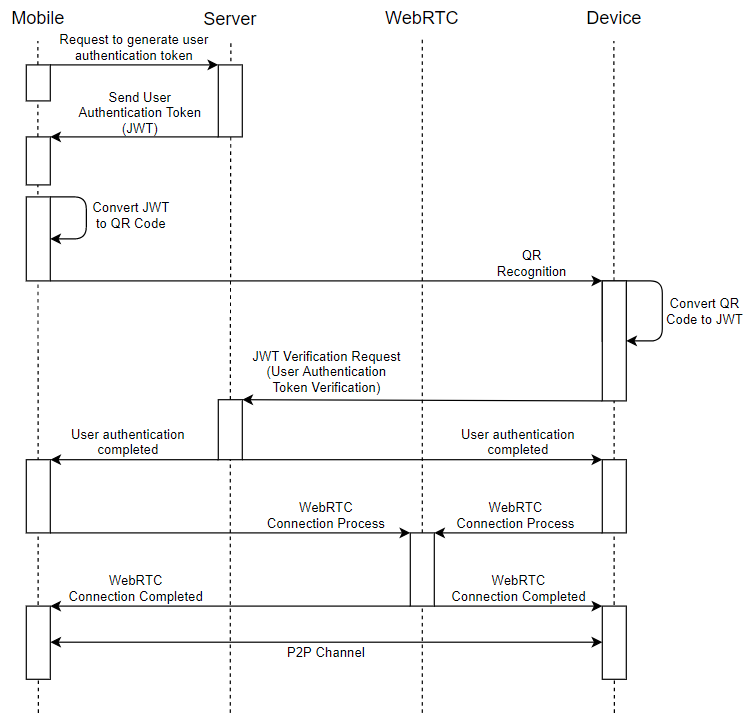 Mobile
Server
WebRTC
Device
Request to generate user
authentication token
Send User
Authentication Token
(JWT)
Convert JWT
to QR Code
QR
Recognition
Convert QR
Code to JWT
JWT Verification Request
(User Authentication
Token Verification)
User authentication
completed
User authentication
completed
WebRTC
Connection Process
WebRTC
Connection Process
WebRTC
Connection Completed
WebRTC
Connection Completed
P2P Channel